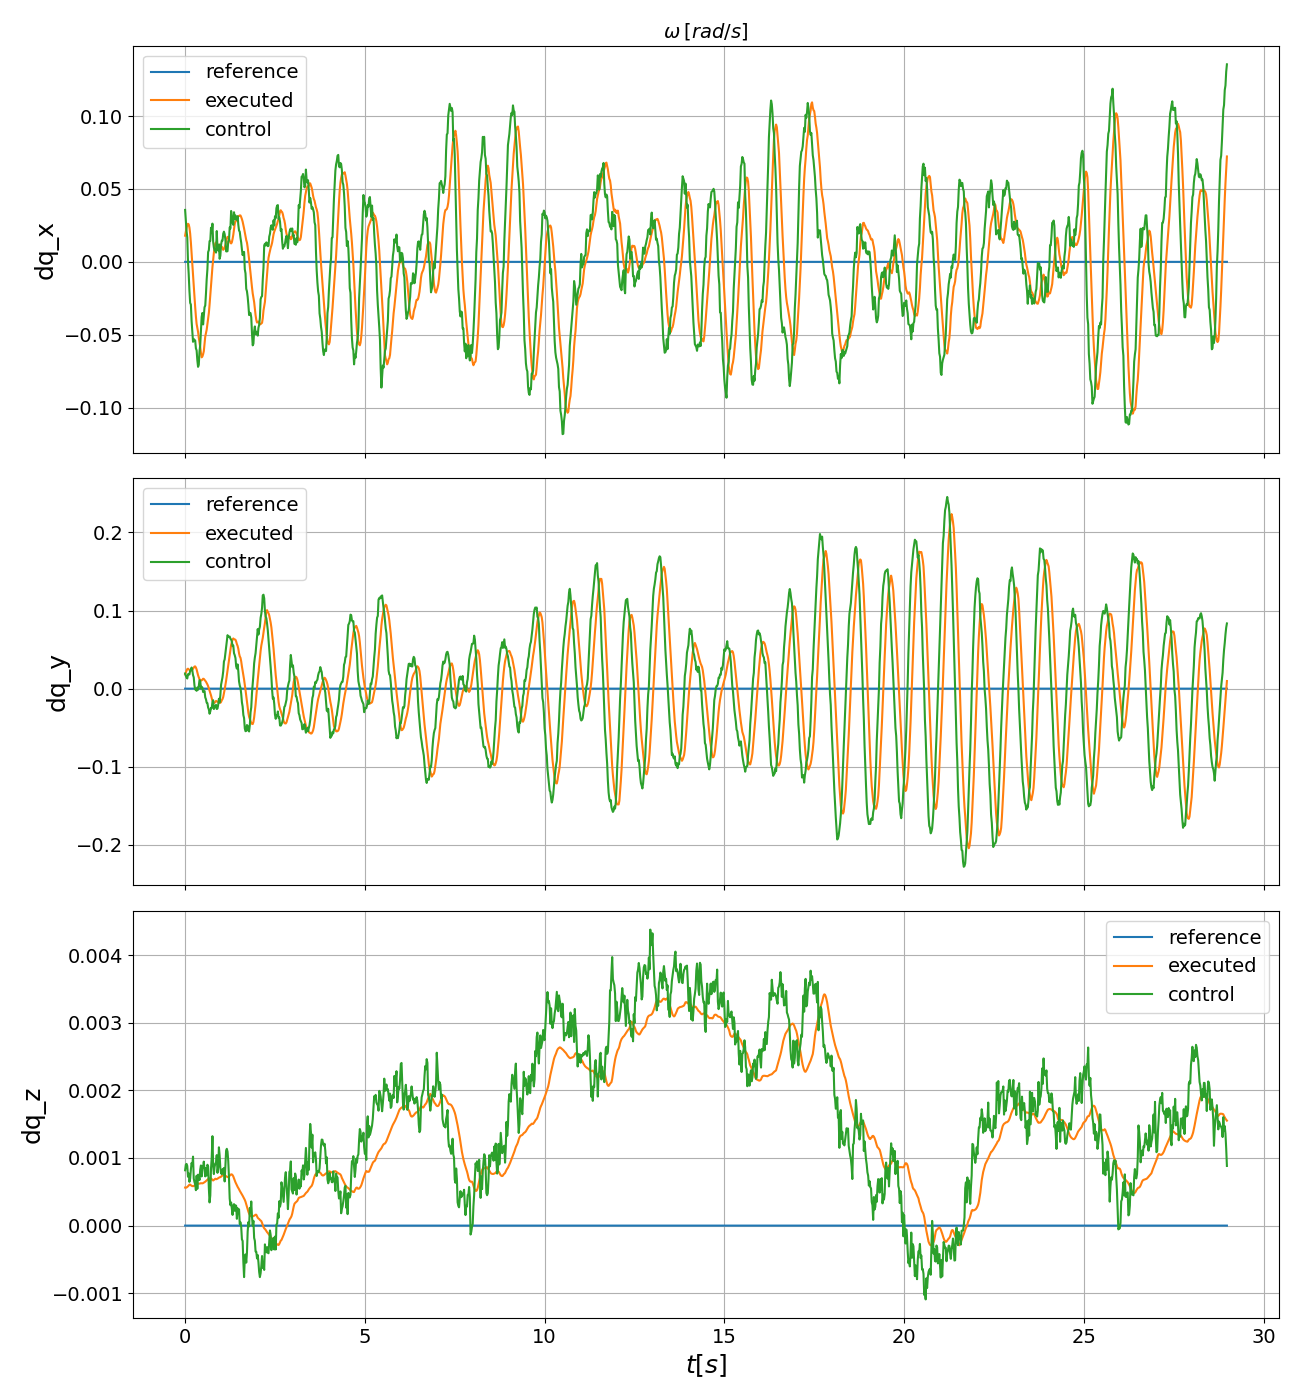 ω [rad/s]
reference
executed
control
0.10
0.05
0.00
−0.05
−0.10
dq_x
reference
executed
control
0.2
0.1
0.0
−0.1
−0.2
dq_y
reference
executed
control
0.004
0.003
0.002
0.001
0.000
−0.001
dq_z
0 5 10 15 20 25 30
t[s]